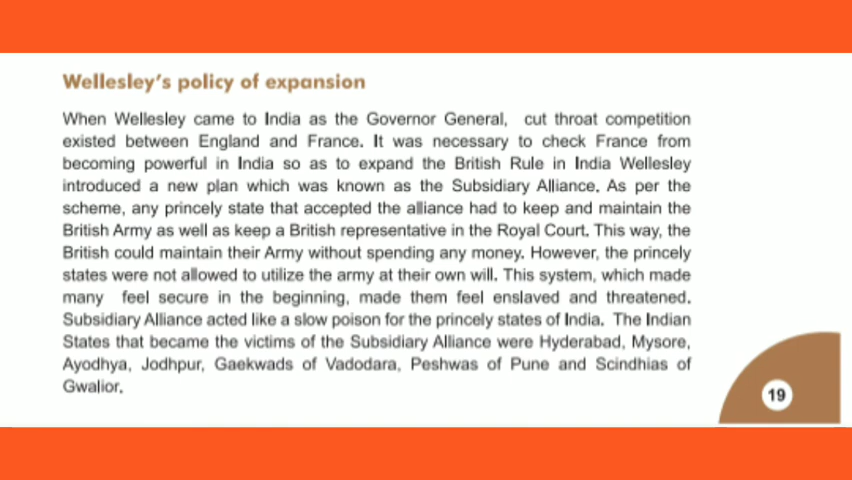 Wellesley's policy of expansion
When Wellesley came to India as the Governor General, cut throat competition
existed between England and France. It was necessary to check France from
becoming powerful in India so as to expand the British Rule in India Wellesley
introduced a new plan which was known as the Subsidiary Alliance. As per the
scheme, any princely state that accepted the alliance had to keep and maintain the
British Army as well as keep a British representative in the Royal Court. This way, the
British could maintain their Army without spending any money. However, the princely
states were not allowed to utilize the army at their own will. This system, which made
many feel secure in the beginning, made them feel enslaved and threatened.
Subsidiary Alliance acted like a slow poison for the princely states of India. The Indian
States that became the victims of the Subsidiary Alliance were Hyderabad, Mysore,
Ayodhya, Jodhpur, Gaekwads of Vadodara, Peshwas of Pune and Scindhias of
Gwalior.
19